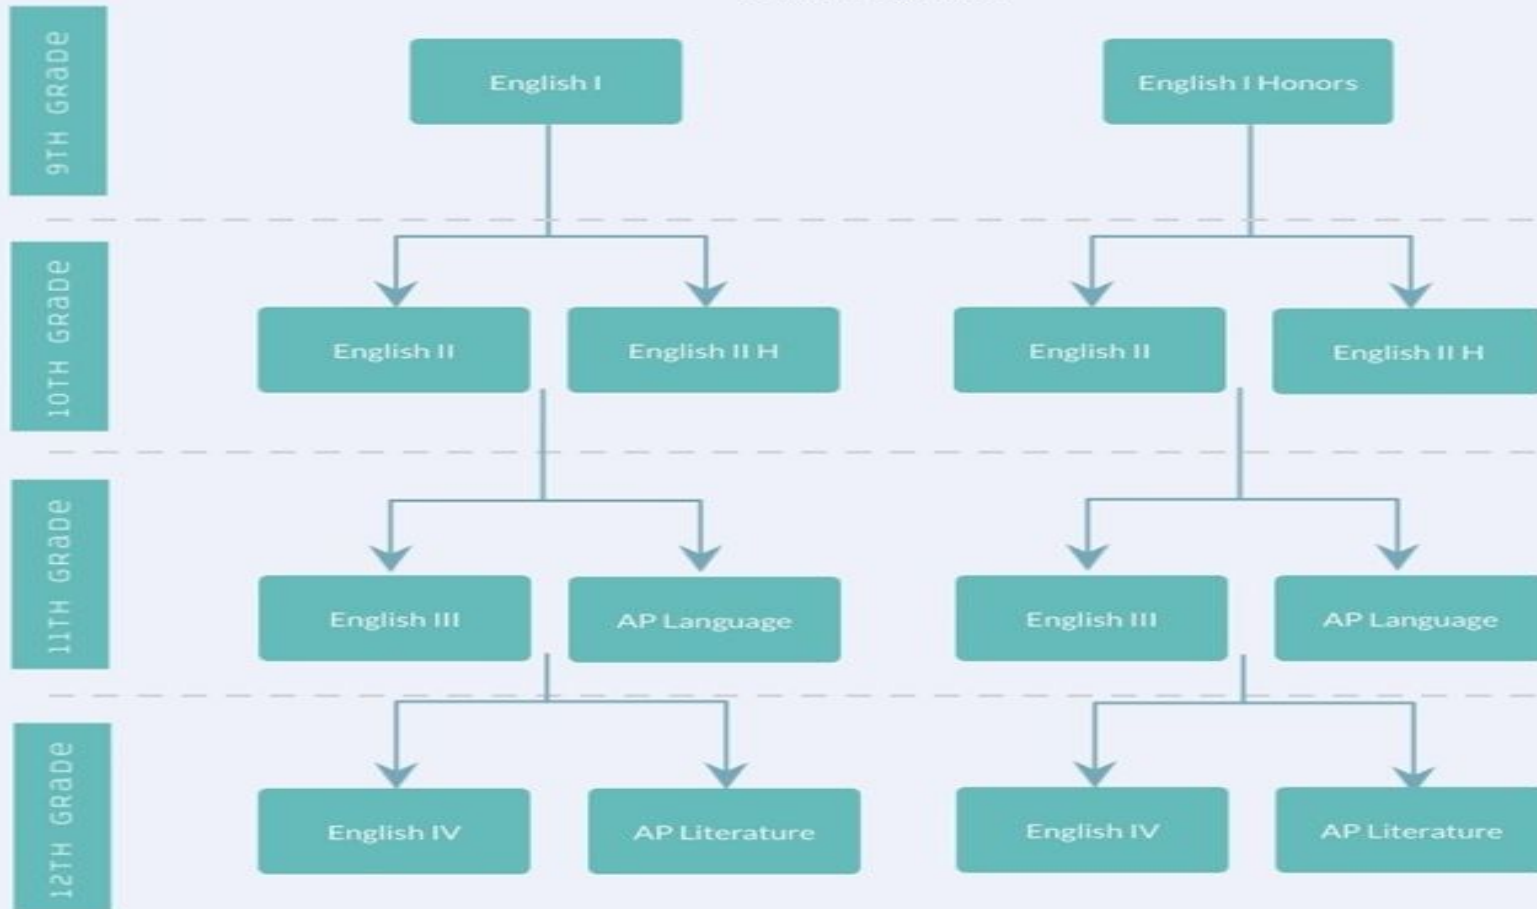 9TH GRADE
English I
English I Honors
10TH GRADE
English II
English II H
English II
English II H
11TH GRADE
English III
AP Language
English III
AP Language
12TH GRADE
English IV
AP Literature
English IV
AP Literature